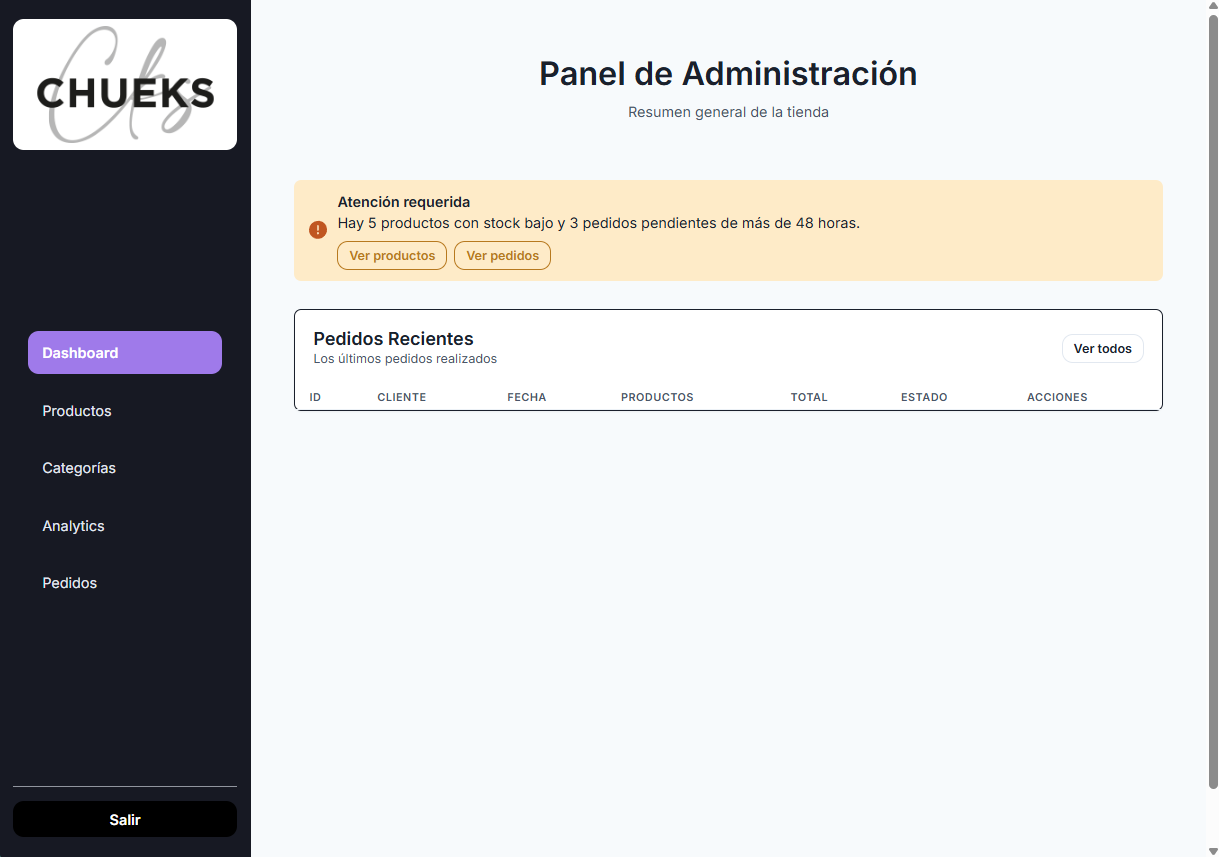 CHUEKS
Chks
Dashboard
Productos
Categorías
Analytics
Pedidos
Salir
Panel de Administración
Resumen general de la tienda
Atención requerida
Hay 5 productos con stock bajo y 3 pedidos pendientes de más de 48 horas.
Ver productos Ver pedidos
Pedidos Recientes
Los últimos pedidos realizados
Ver todos
ID CLIENTE FECHA PRODUCTOS TOTAL ESTADO ACCIONES